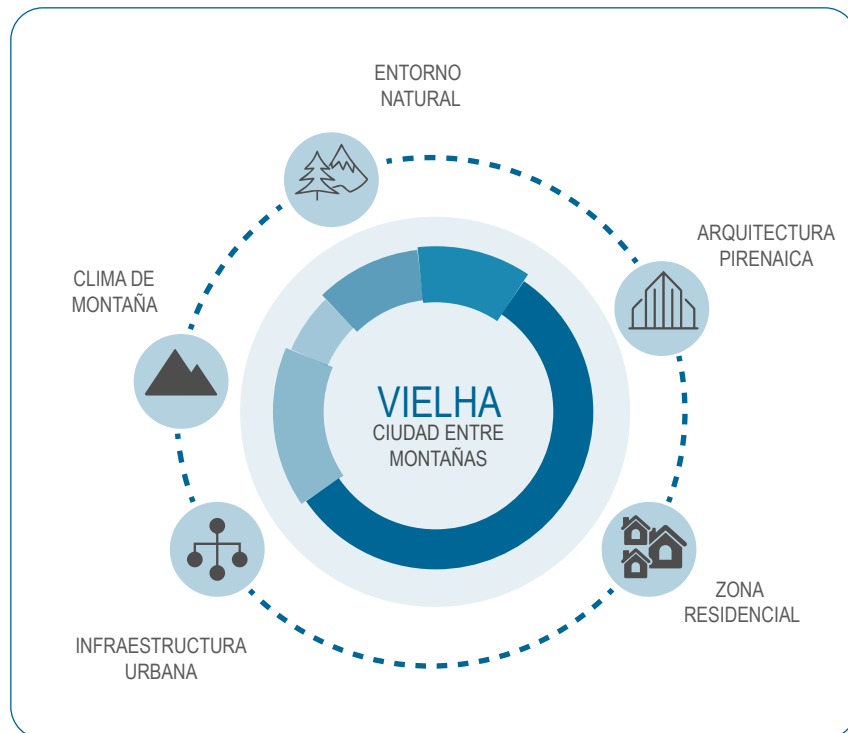 ENTORNO
NATURAL
ARQUITECTURA
PIRENAICA
CLIMA DE
MONTAÑA
VIELHA
CIUDAD ENTRE
MONTAÑAS
ZONA
RESIDENCIAL
INFRAESTRUCTURA
URBANA